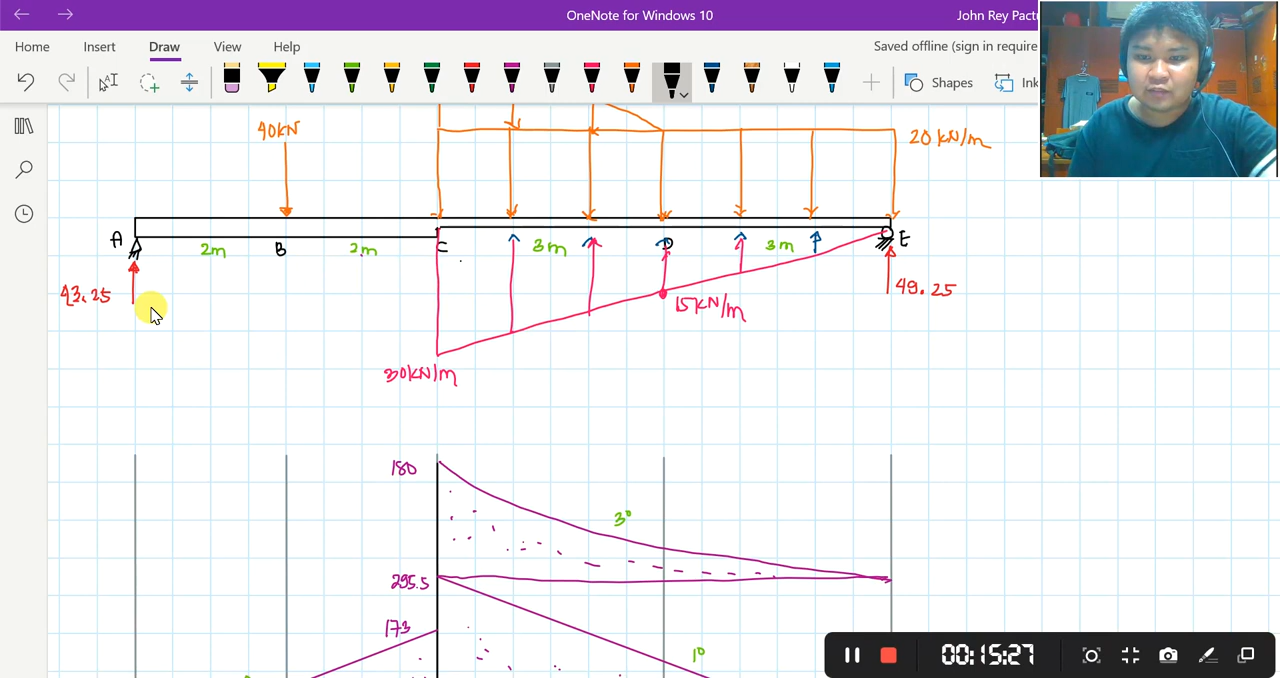 OneNote for Windows 10
John Rey Pactu
Home Insert Draw View Help
Saved offline (sign in require
Shapes
Ink
40KN
20 KN/m
A
2m
B
2m
C
3m
D
3m
E
43.25
49.25
15KN/m
30KN/m
180
3°
295.5
173
1°
00:15:27